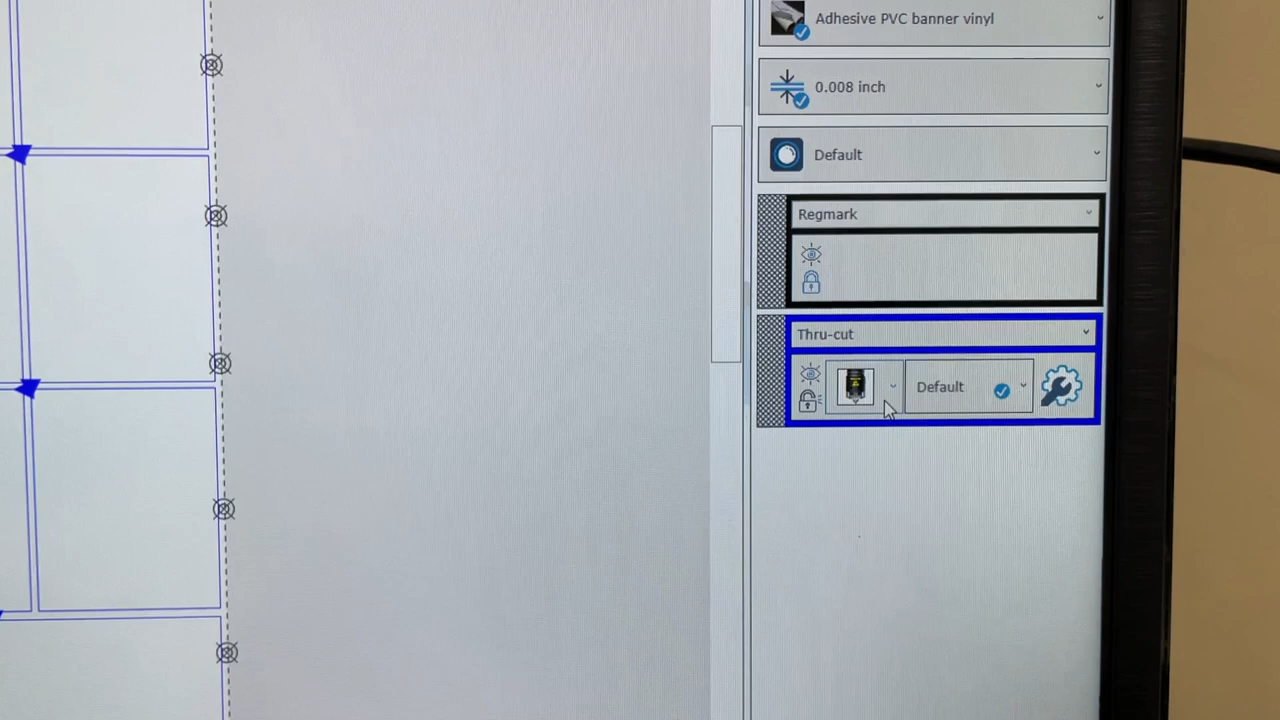 Adhesive PVC banner vinyl
0.008 inch
Default
Regmark
Thru-cut
Default